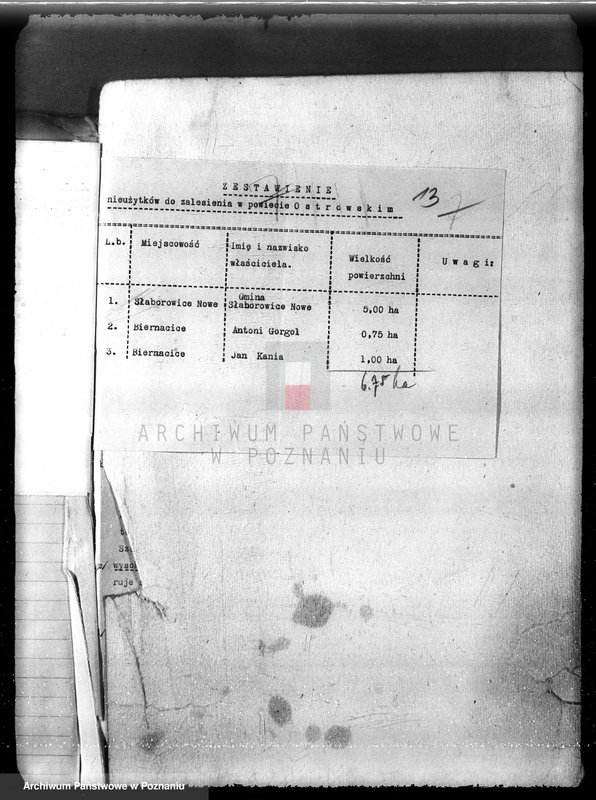 ZESTAWIENIE
nieużytków do zalesienia w powiecie Ostrowskim
13
7
L.b. Miejscowość Imię i nazwisko właściciela. Wielkość powierzchni Uwagi:
1. Słaborowice Nowe Gmina Słaborowice Nowe 5,00 ha
2. Biernacice Antoni Gorgol 0,75 ha
3. Biernacice Jan Kania 1,00 ha
6.75 ha
ARCHIWUM PAŃSTWOWE
W POZNANIU
ruje
Archiwum Państwowe w Poznaniu